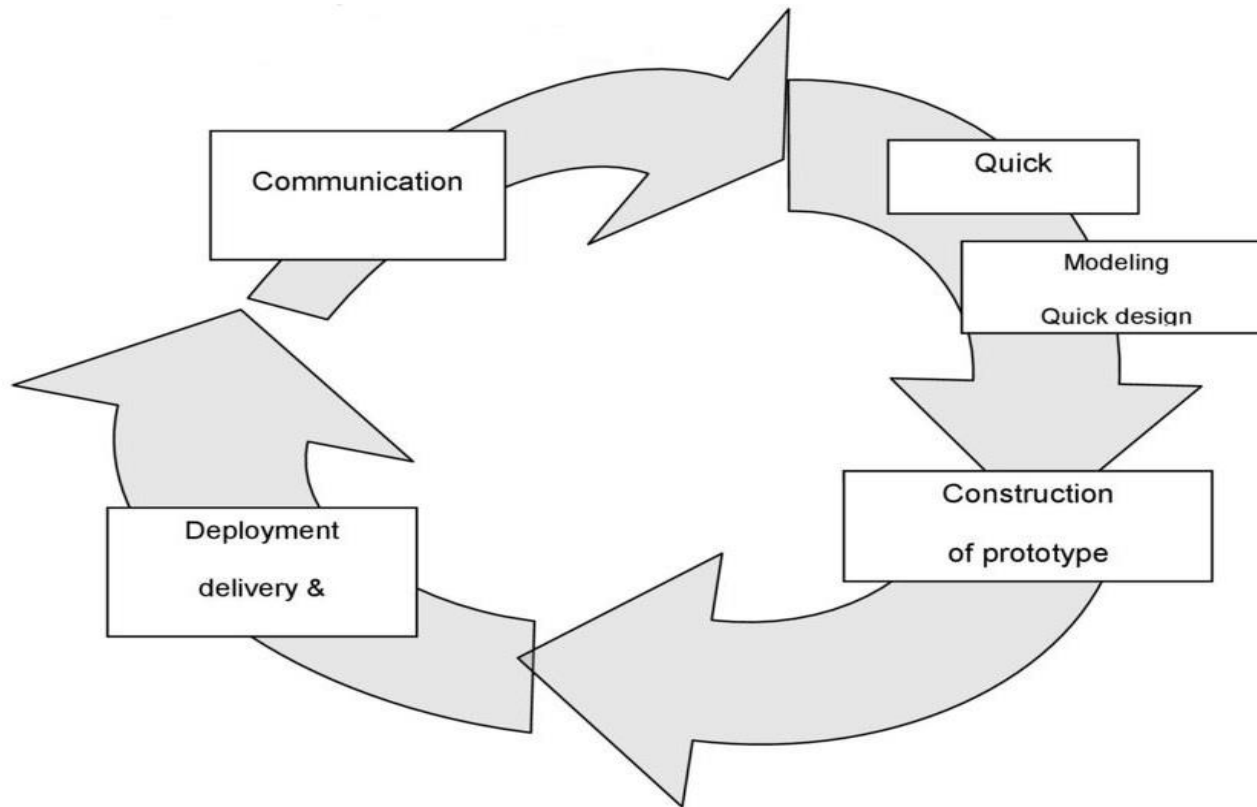 Communication
Quick
Modeling
Quick design
Construction
of prototype
Deployment
delivery &